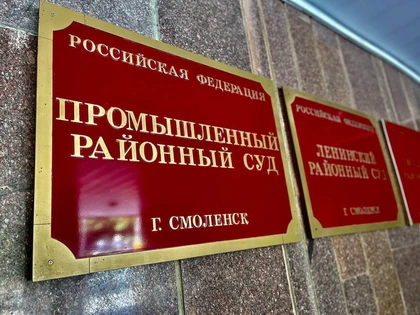 РОССИЙСКАЯ ФЕДЕРАЦИЯ
ПРОМЫШЛЕННЫЙ
РАЙОННЫЙ СУД
Г. СМОЛЕНСК
РОССИЙСКАЯ ФЕДЕРАЦИЯ
ЛЕНИНСКИЙ
РАЙОННЫЙ СУД
Г. СМОЛЕНСК